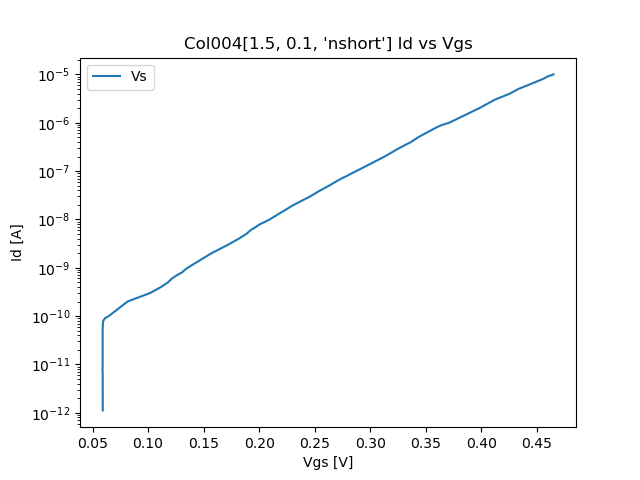 Col004[1.5, 0.1, 'nshort'] Id vs Vgs
Vs
Id [A]
10⁻⁵
10⁻⁶
10⁻⁷
10⁻⁸
10⁻⁹
10⁻¹⁰
10⁻¹¹
10⁻¹²
0.05 0.10 0.15 0.20 0.25 0.30 0.35 0.40 0.45
Vgs [V]